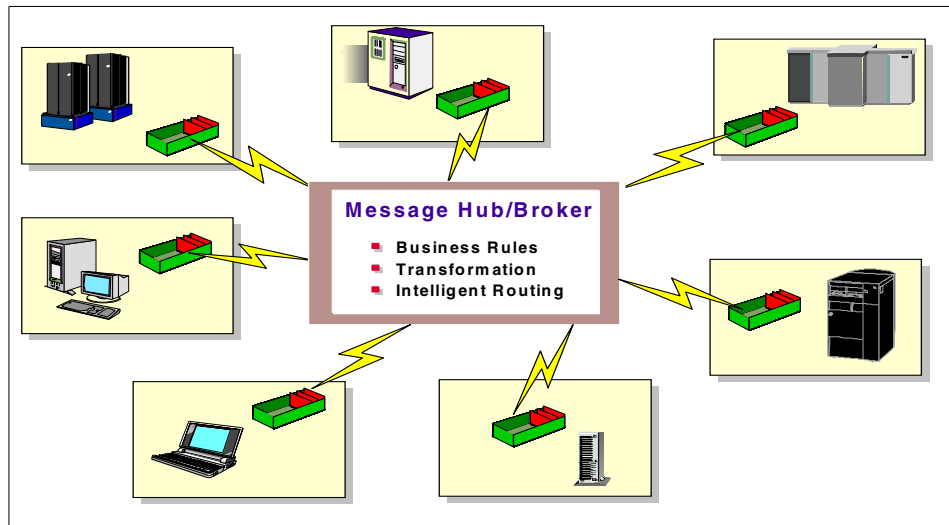 Message Hub/Broker
Business Rules
Transformation
Intelligent Routing